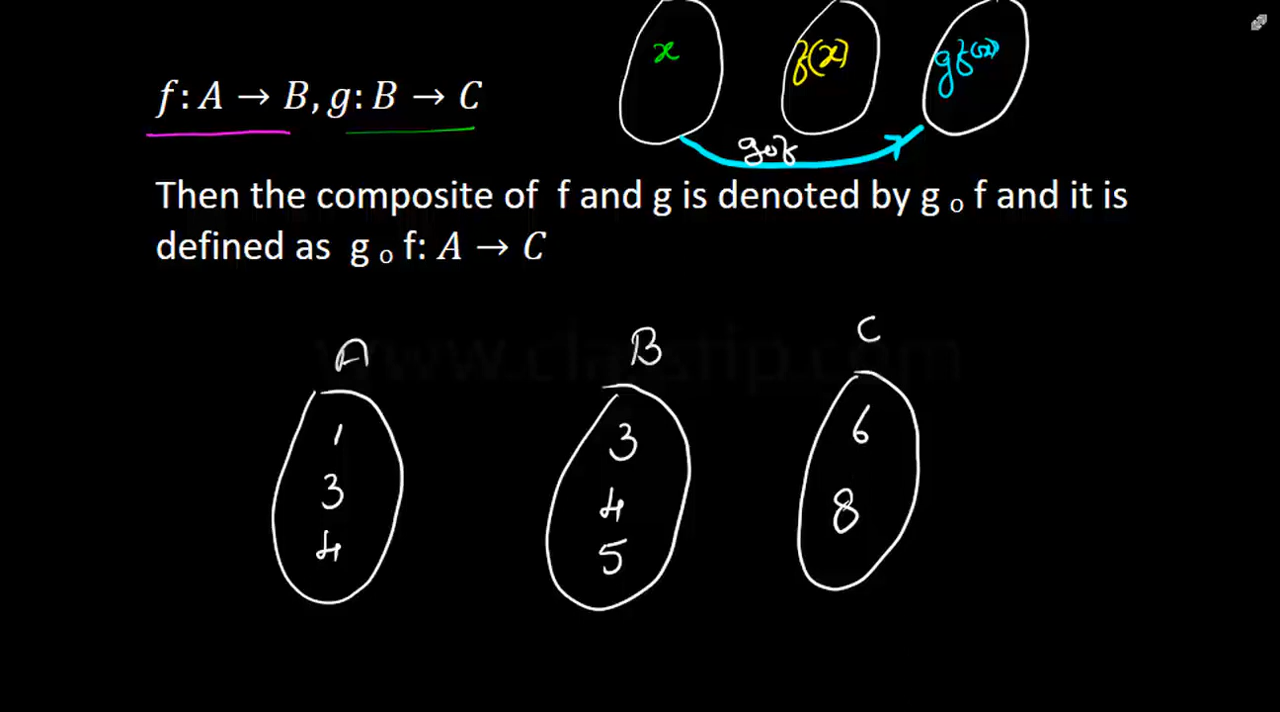 x f(x) gf(x)
f: A → B, g: B → C
gof
Then the composite of f and g is denoted by g o f and it is
defined as g o f: A → C
A B C
1 3 6
3 4 8
4 5